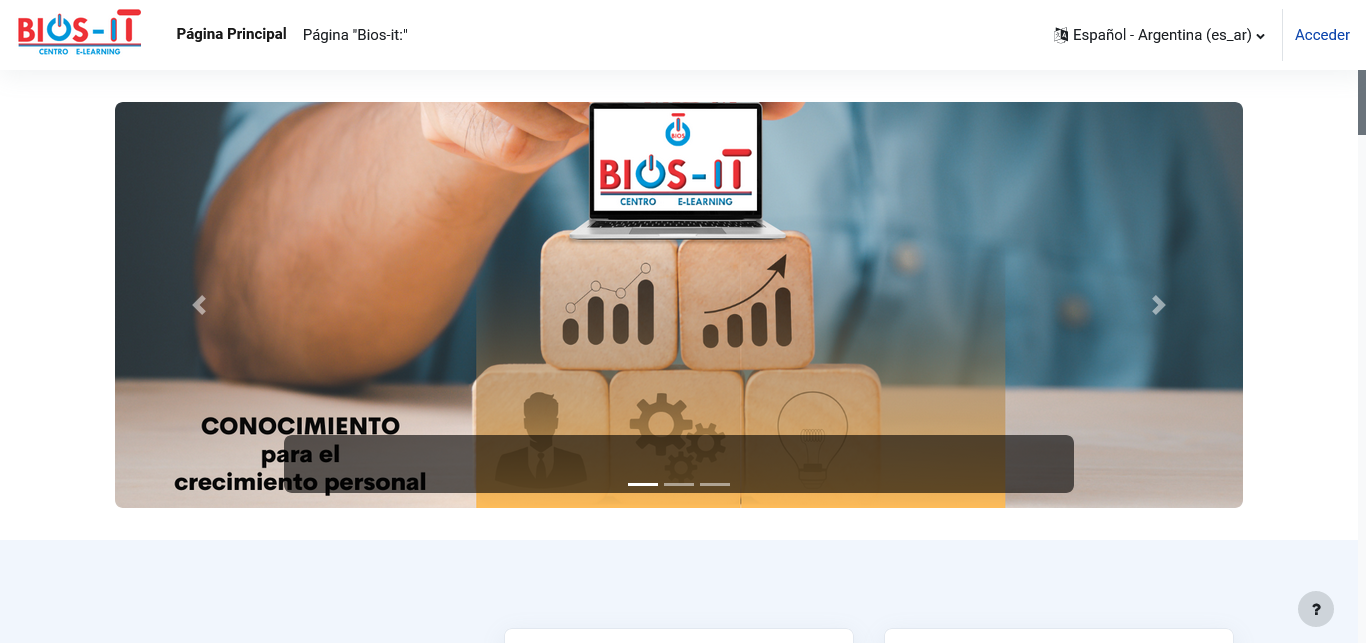 BIOS-IT
CENTRO E-LEARNING
Página Principal
Página "Bios-it:"
Español - Argentina (es_ar)
Acceder
BIOS
BIOS-IT
CENTRO E-LEARNING
CONOCIMIENTO
para el
crecimiento personal
?